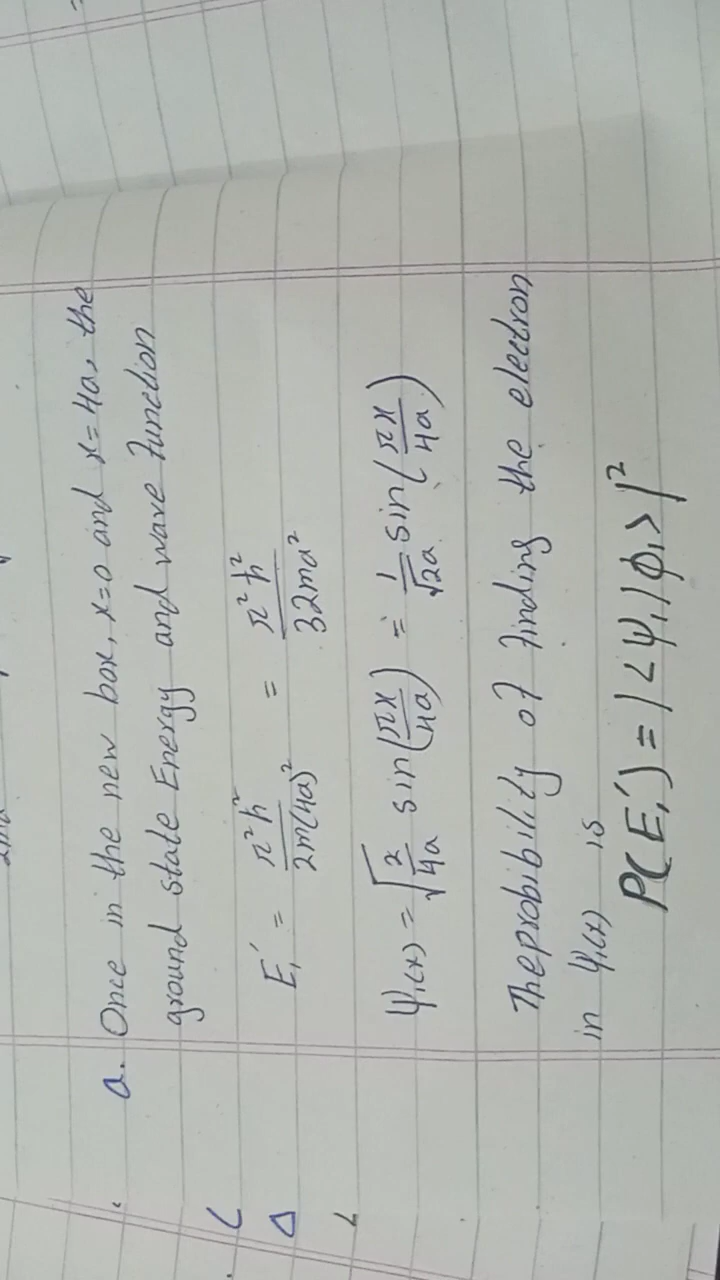 a. Once in the new box, x=0 and x=4a, the
ground state Energy and wave function
E₁' = π²ħ² / 2m(4a)² = π²ħ² / 32ma²
ψ₁(x) = √(2/4a) sin(πx/4a) = 1/√2a sin(πx/4a)
The probibility of finding the electron
in ψ₁(x) is
P(E₁') = |<ψ₁|ϕ₁>|²